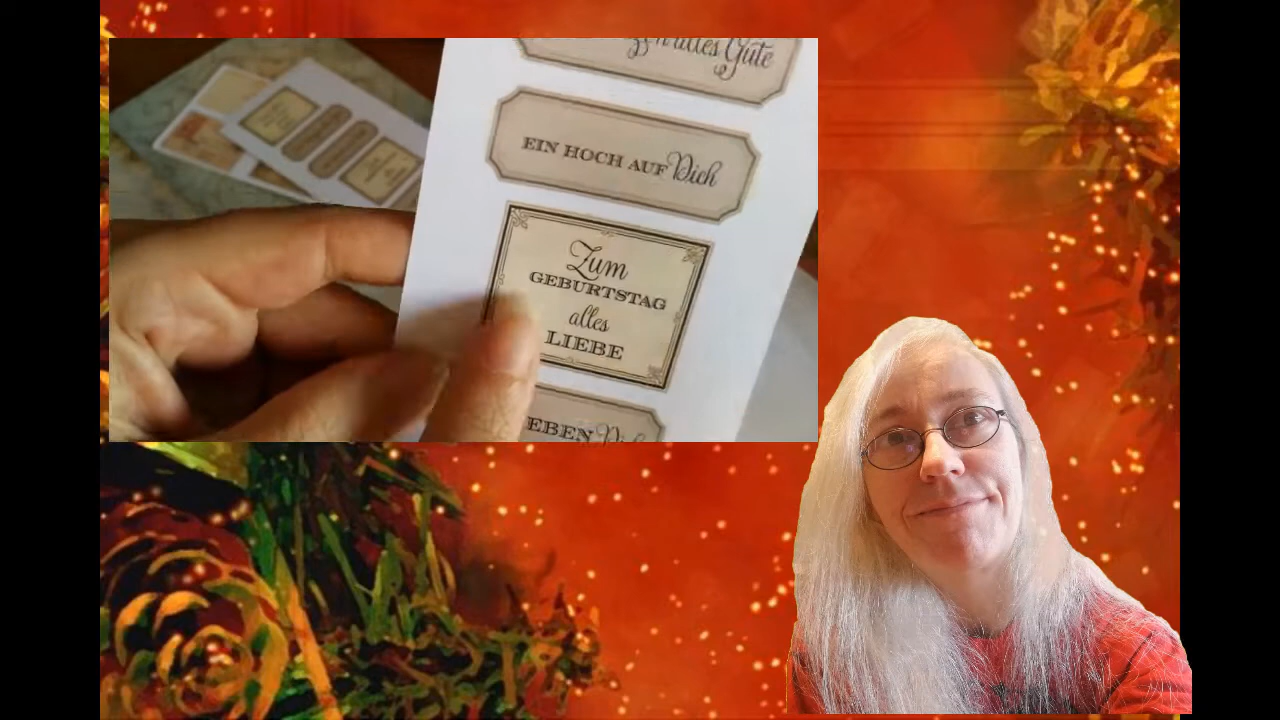 alles Gute
EIN HOCH AUF Dich
Zum
GEBURTSTAG
alles
LIEBE